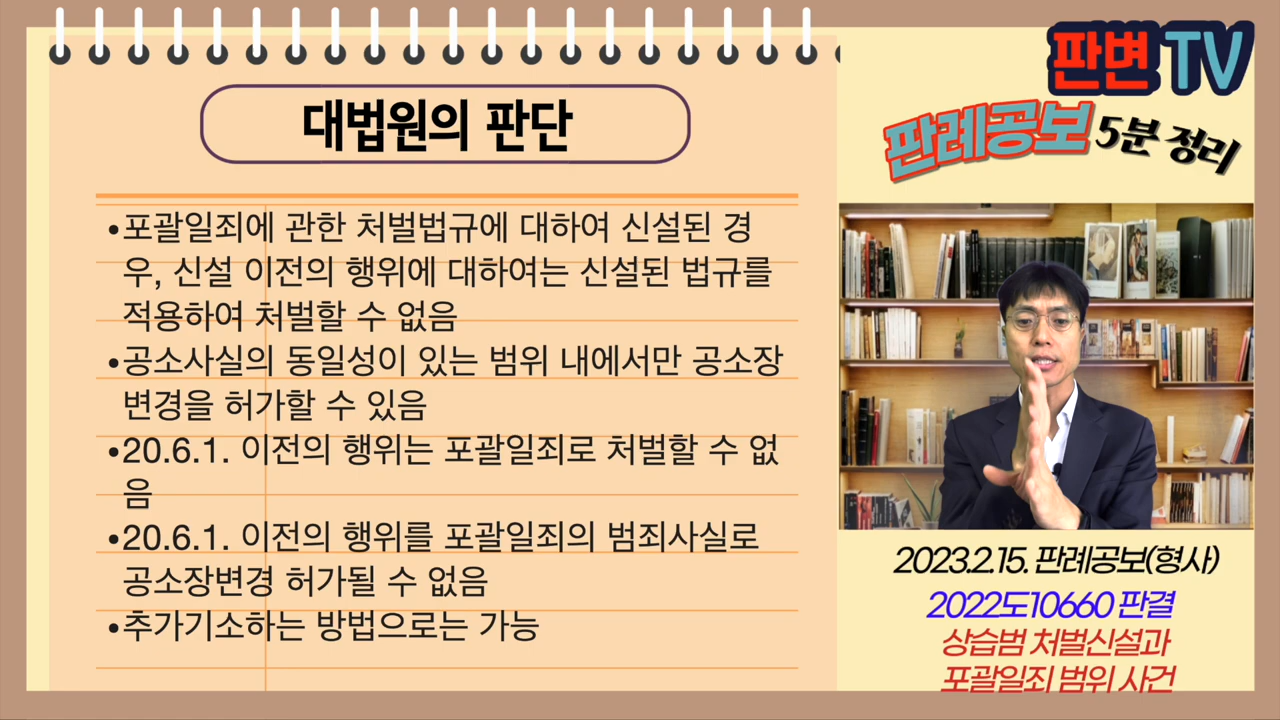 대법원의 판단
•포괄일죄에 관한 처벌법규에 대하여 신설된 경
우, 신설 이전의 행위에 대하여는 신설된 법규를
적용하여 처벌할 수 없음
•공소사실의 동일성이 있는 범위 내에서만 공소장
변경을 허가할 수 있음
•20.6.1. 이전의 행위는 포괄일죄로 처벌할 수 없
음
•20.6.1. 이전의 행위를 포괄일죄의 범죄사실로
공소장변경 허가될 수 없음
•추가기소하는 방법으로는 가능
판변 TV
판례공보 5분 정리
2023.2.15. 판례공보(형사)
2022도10660 판결
상습범 처벌신설과
포괄일죄 범위 사건